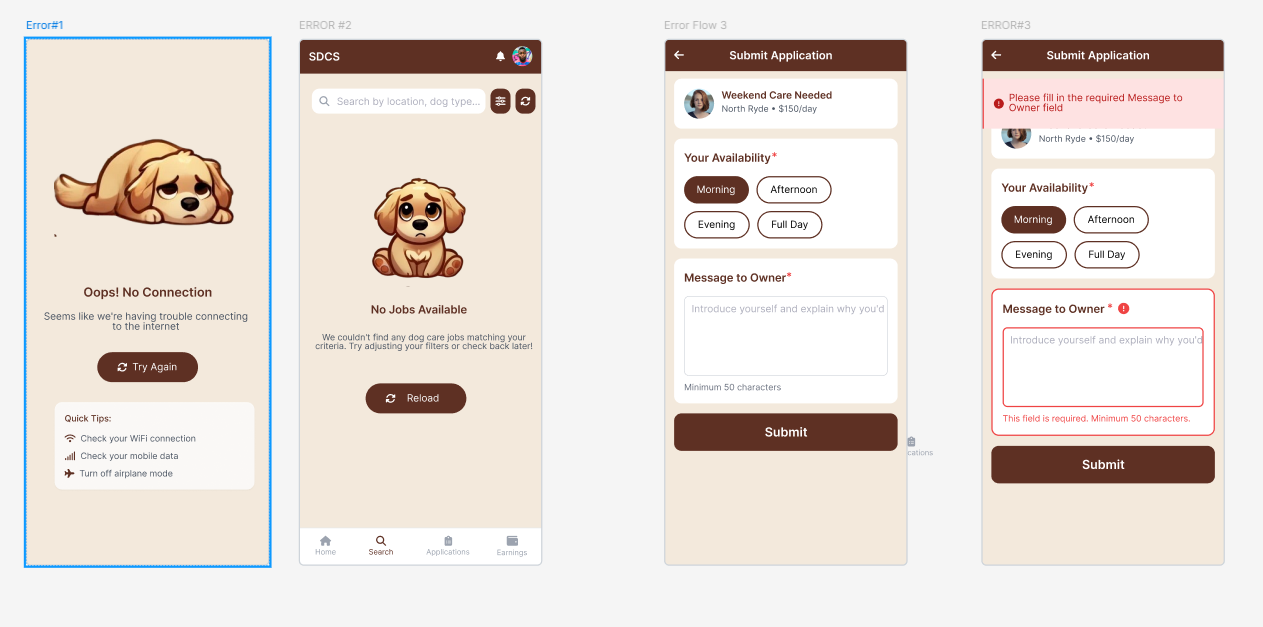 Error#1
Oops! No Connection
Seems like we're having trouble connecting
to the internet
Try Again
Quick Tips:
Check your WiFi connection
Check your mobile data
Turn off airplane mode
ERROR #2
SDCS
Search by location, dog type...
No Jobs Available
We couldn't find any dog care jobs matching your
criteria. Try adjusting your filters or check back later!
Reload
Home
Search
Applications
Earnings
Error Flow 3
Submit Application
Weekend Care Needed
North Ryde • $150/day
Your Availability*
Morning
Afternoon
Evening
Full Day
Message to Owner*
Introduce yourself and explain why you'd
Minimum 50 characters
Submit
cations
ERROR#3
Submit Application
Please fill in the required Message to
Owner field
North Ryde • $150/day
Your Availability*
Morning
Afternoon
Evening
Full Day
Message to Owner *
Introduce yourself and explain why you'd
This field is required. Minimum 50 characters.
Submit